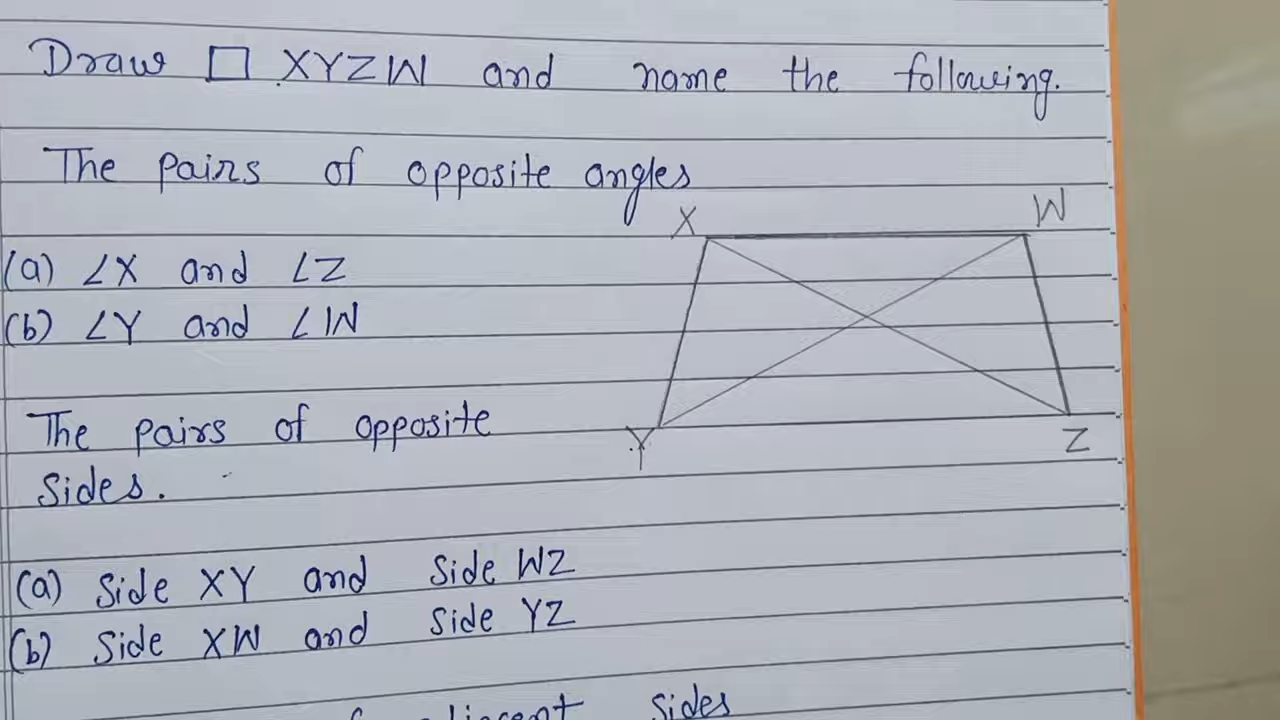 Draw □ XYZW and name the following.
The pairs of opposite angles
X
W
(a) ∠X and ∠Z
(b) ∠Y and ∠W
The pairs of opposite
Y
Z
Sides.
(a) Side XY and Side WZ
(b) Side XW and Side YZ
sides